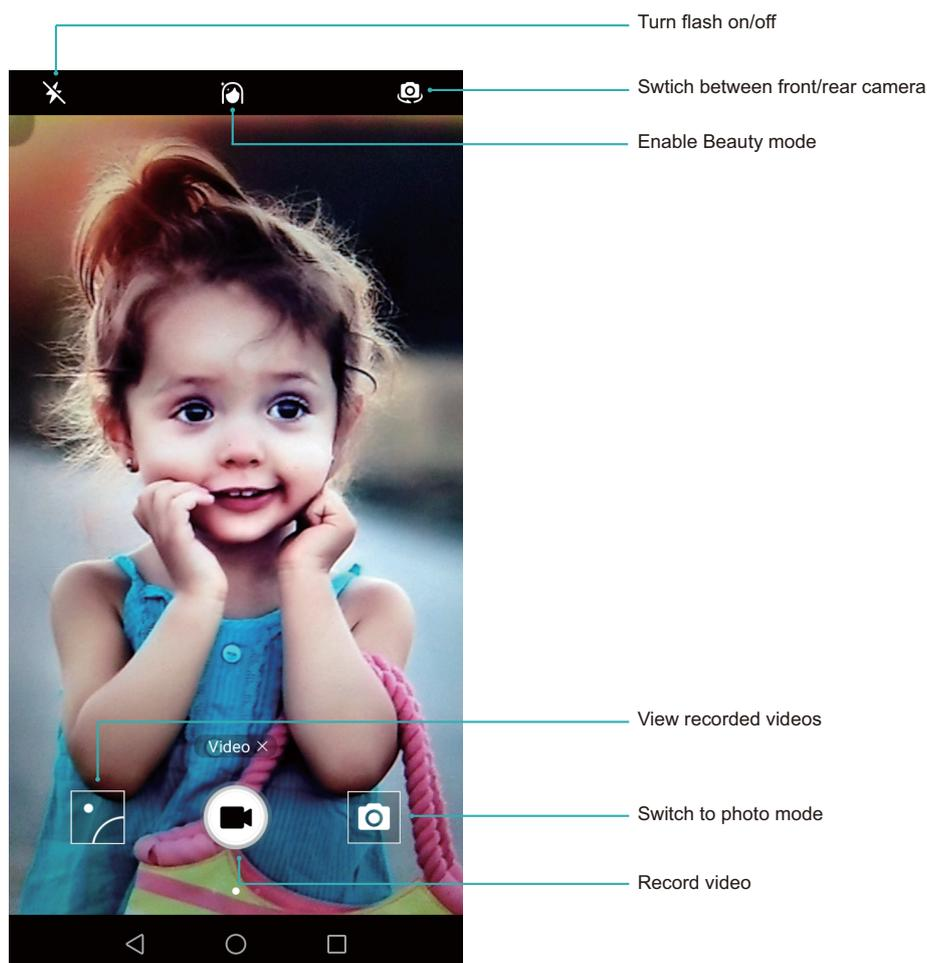 Turn flash on/off
Swtich between front/rear camera
Enable Beauty mode
View recorded videos
Video ×
Switch to photo mode
Record video